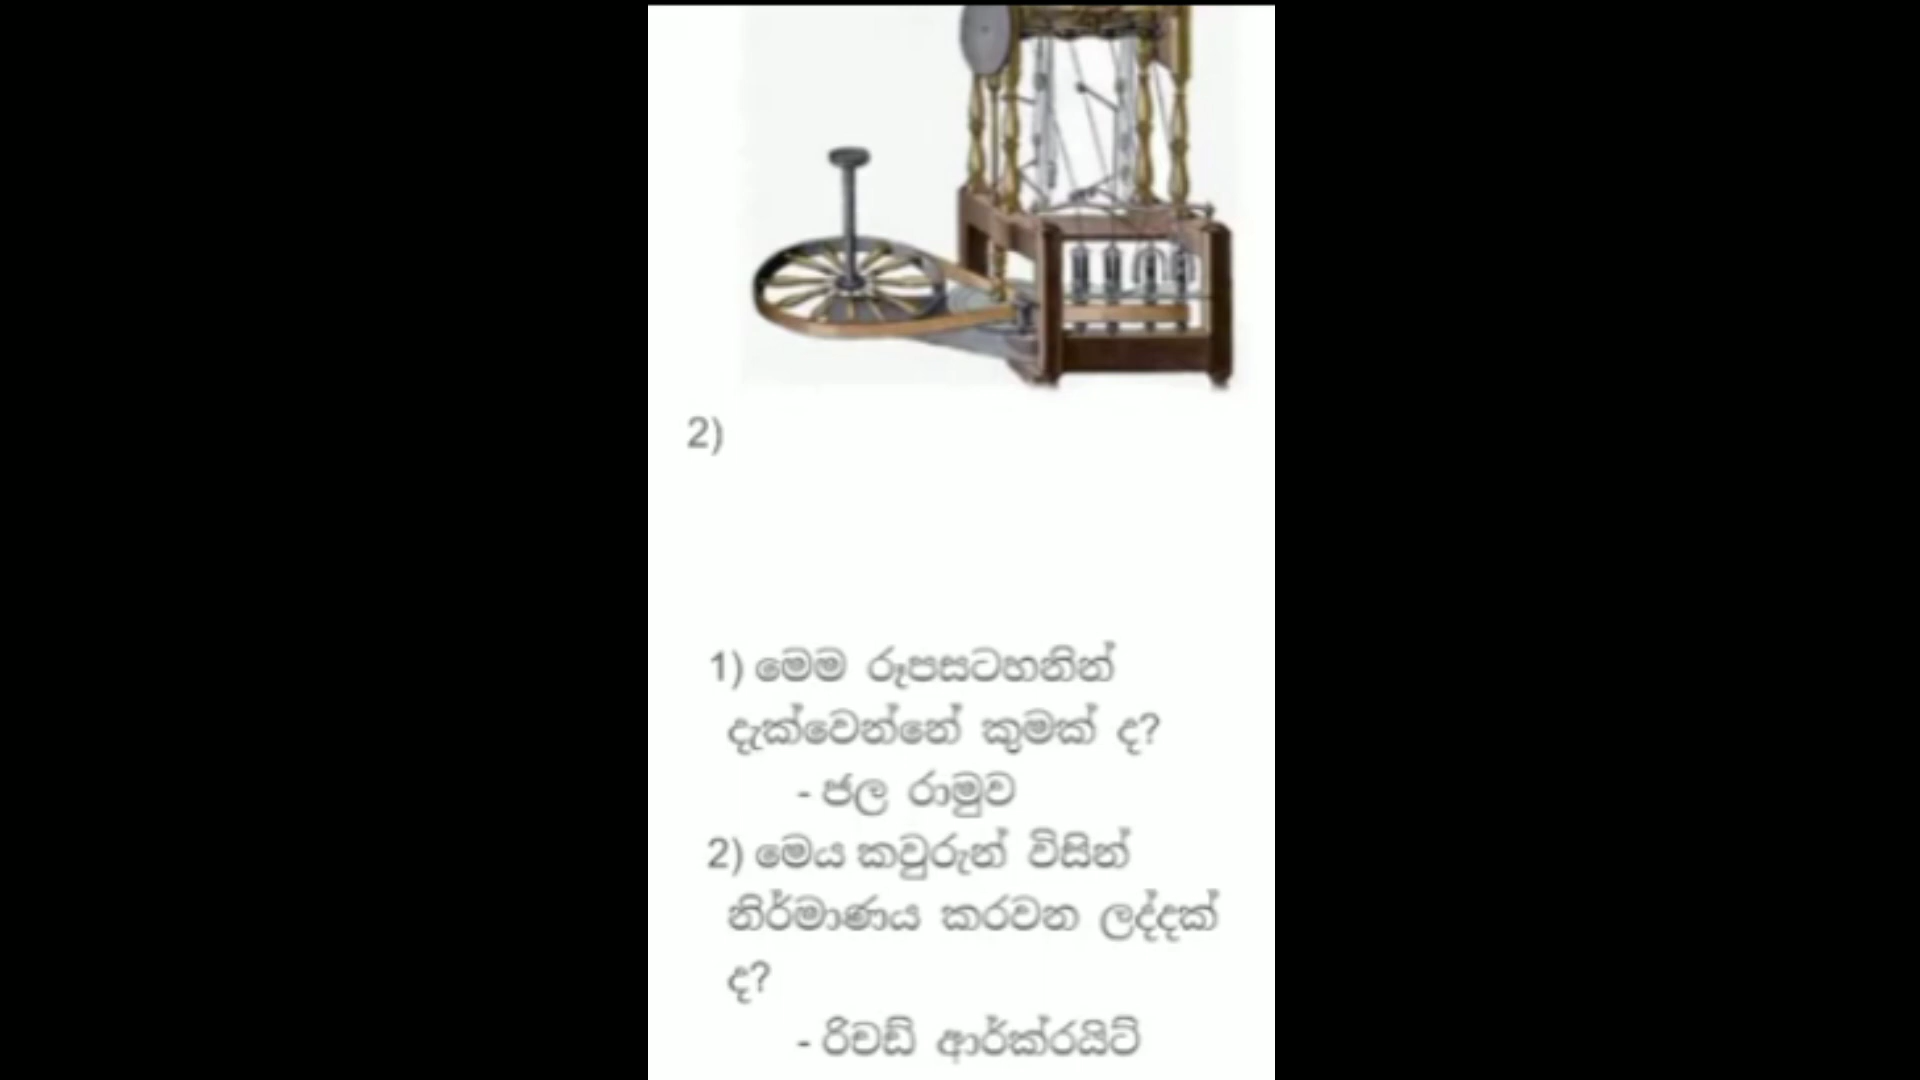 2)
1) මෙම රූපසටහනින්
දැක්වෙන්නේ කුමක් ද?
- ජල රාමුව
2) මෙය කවුරුන් විසින්
නිර්මාණය කරවන ලද්දක්
ද?
- රිචඩ් ආර්ක්රයිට්